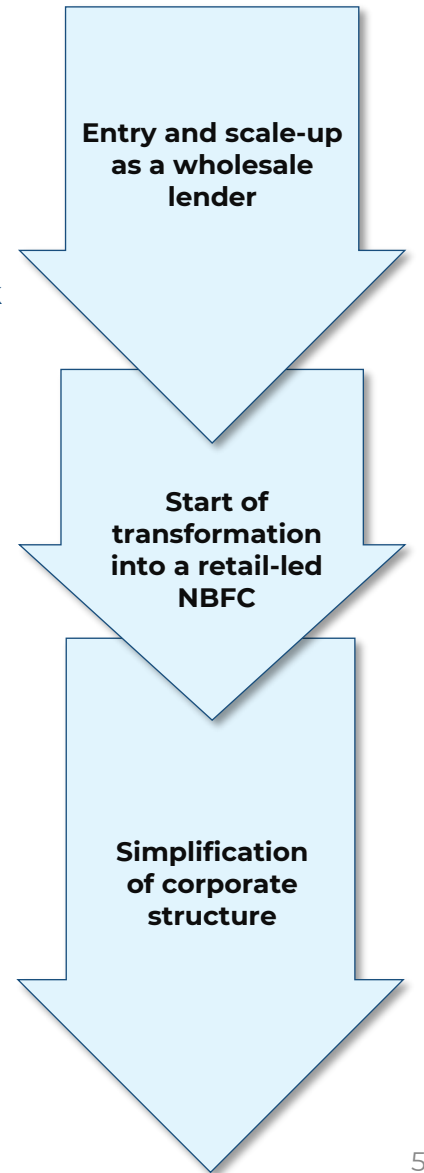 Entry and scale-up
as a wholesale
lender
Start of
transformation
into a retail-led
NBFC
Simplification
of corporate
structure
5